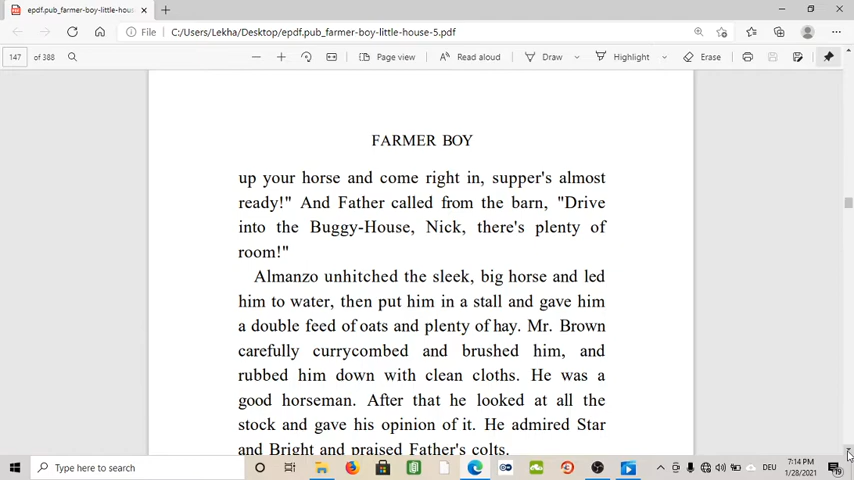 epdf.pub_farmer-boy-little-hous
File
C:/Users/Lekha/Desktop/epdf.pub_farmer-boy-little-house-5.pdf
147 of 388
Page view
Read aloud
Draw
Highlight
Erase
FARMER BOY
up your horse and come right in, supper's almost
ready!" And Father called from the barn, "Drive
into the Buggy-House, Nick, there's plenty of
room!"
Almanzo unhitched the sleek, big horse and led
him to water, then put him in a stall and gave him
a double feed of oats and plenty of hay. Mr. Brown
carefully currycombed and brushed him, and
rubbed him down with clean cloths. He was a
good horseman. After that he looked at all the
stock and gave his opinion of it. He admired Star
and Bright and praised Father's colts.
Type here to search
DEU
7:14 PM
1/28/2021
19